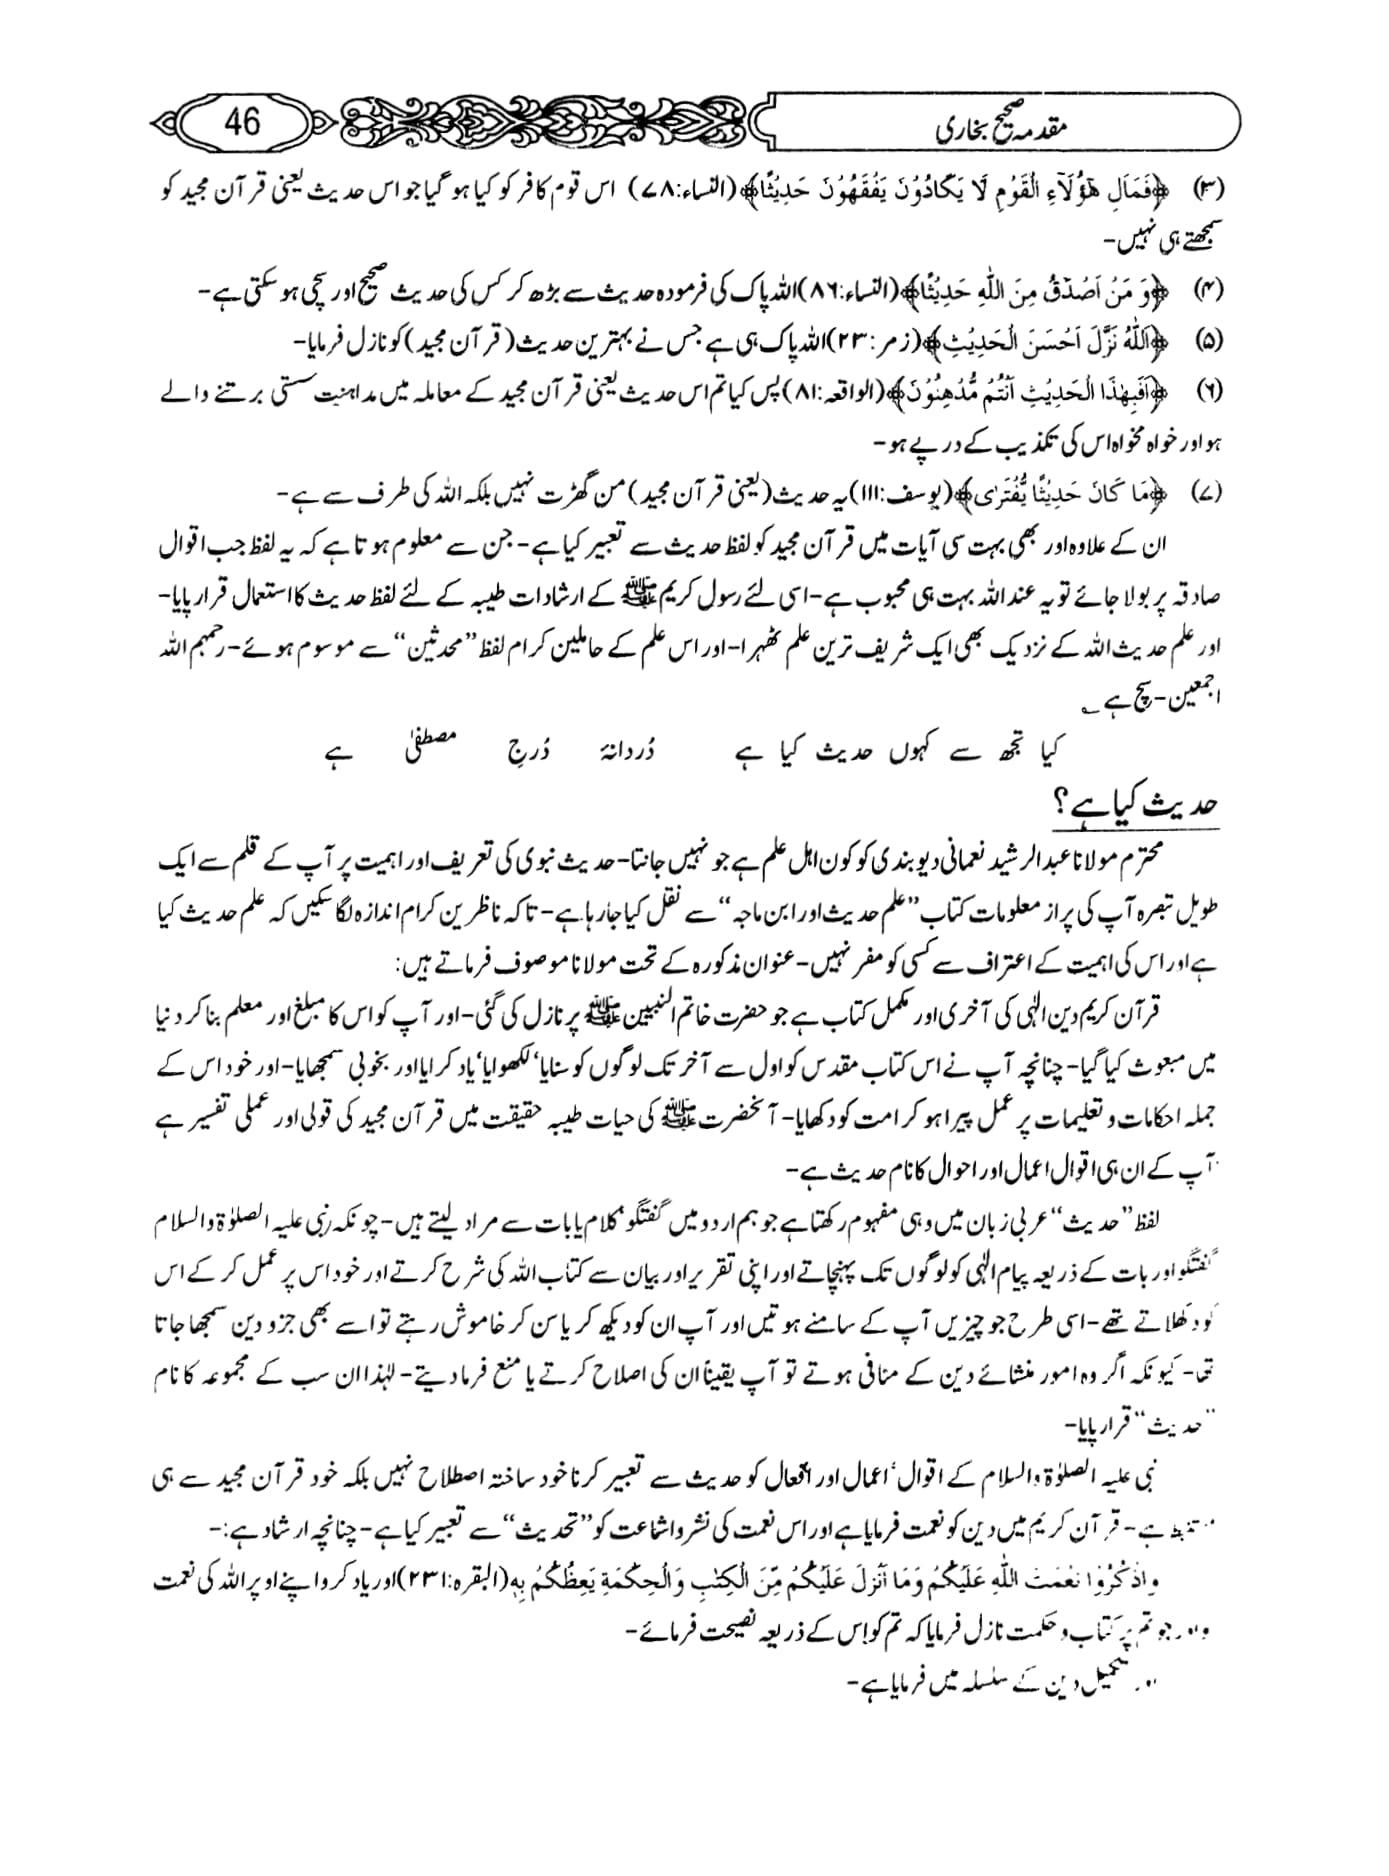 46
مقدمہ صحیح بخاری
(۳) ﴿فَمَالِ هٰٓؤُلَآءِ الْقَوْمِ لَا يَكَادُوْنَ يَفْقَهُوْنَ حَدِيْثًا﴾ (النساء:۷۸) اس قوم کافر کو کیا ہو گیا جو اس حدیث یعنی قرآن مجید کو
سمجھتے ہی نہیں-
(۴) ﴿وَ مَنْ اَصْدَقُ مِنَ اللّٰهِ حَدِيْثًا﴾ (النساء:۸۶) اللہ پاک کی فرمودہ حدیث سے بڑھ کر کس کی حدیث صحیح اور سچی ہو سکتی ہے-
(۵) ﴿اَللّٰهُ نَزَّلَ اَحْسَنَ الْحَدِيْثِ﴾ (زمر:۲۳) اللہ پاک ہی ہے جس نے بہترین حدیث (قرآن مجید) کو نازل فرمایا-
(۶) ﴿اَفَبِهٰذَا الْحَدِيْثِ اَنْتُمْ مُّدْهِنُوْنَ﴾ (الواقعہ:۸۱) پس کیا تم اس حدیث یعنی قرآن مجید کے معاملہ میں مداہنت سستی برتنے والے
ہو اور خواہ مخواہ اس کی تکذیب کے درپے ہو-
(۷) ﴿مَا كَانَ حَدِيْثًا يُّفْتَرٰى﴾ (یوسف:۱۱۱) یہ حدیث (یعنی قرآن مجید) من گھڑت نہیں بلکہ اللہ کی طرف سے ہے-
ان کے علاوہ اور بھی بہت سی آیات میں قرآن مجید کو لفظ حدیث سے تعبیر کیا ہے- جن سے معلوم ہوتا ہے کہ یہ لفظ جب اقوال
صادقہ پر بولا جائے تو یہ عند اللہ بہت ہی محبوب ہے- اسی لئے رسول کریم ﷺ کے ارشادات طیبہ کے لئے لفظ حدیث کا استعمال قرار پایا-
اور علم حدیث اللہ کے نزدیک بھی ایک شریف ترین علم ٹھہرا- اور اس علم کے حاملین کرام لفظ ”محدثین“ سے موسوم ہوئے- رحمہم اللہ
اجمعین- سچ ہے ؎
کیا تجھ سے کہوں حدیث کیا ہے دُردانۂ دُرجِ مصطفیٰ ہے
حدیث کیا ہے؟
محترم مولانا عبدالرشید نعمانی دیوبندی کو کون اہل علم ہے جو نہیں جانتا- حدیث نبوی کی تعریف اور اہمیت پر آپ کے قلم سے ایک
طویل تبصرہ آپ کی پر از معلومات کتاب ”علم حدیث اور ابن ماجہ“ سے نقل کیا جا رہا ہے- تاکہ ناظرین کرام اندازہ لگا سکیں کہ علم حدیث کیا
ہے اور اس کی اہمیت کے اعتراف سے کسی کو مفر نہیں- عنوان مذکورہ کے تحت مولانا موصوف فرماتے ہیں:
قرآن کریم دین الٰہی کی آخری اور مکمل کتاب ہے جو حضرت خاتم النبیین ﷺ پر نازل کی گئی- اور آپ کو اس کا مبلغ اور معلم بنا کر دنیا
میں مبعوث کیا گیا- چنانچہ آپ نے اس کتاب مقدس کو اول سے آخر تک لوگوں کو سنایا‘ لکھوایا‘ یاد کرایا اور بخوبی سمجھایا- اور خود اس کے
جملہ احکامات و تعلیمات پر عمل پیرا ہو کر امت کو دکھایا- آنحضرت ﷺ کی حیات طیبہ حقیقت میں قرآن مجید کی قولی اور عملی تفسیر ہے
آپ کے ان ہی اقوال اعمال اور احوال کا نام حدیث ہے-
لفظ ”حدیث“ عربی زبان میں وہی مفہوم رکھتا ہے جو ہم اردو میں گفتگو‘ کلام یا بات سے مراد لیتے ہیں- چونکہ نبی علیہ الصلوٰۃ والسلام
گفتگو اور بات کے ذریعہ پیام الٰہی کو لوگوں تک پہنچاتے اور اپنی تقریر اور بیان سے کتاب اللہ کی شرح کرتے اور خود اس پر عمل کر کے اس
کو دکھلاتے تھے- اسی طرح جو چیزیں آپ کے سامنے ہوتیں اور آپ ان کو دیکھ کر یا سن کر خاموش رہتے تو اسے بھی جزو دین سمجھا جاتا
تھا- کیونکہ اگر وہ امور منشائے دین کے منافی ہوتے تو آپ یقیناً ان کی اصلاح کرتے یا منع فرما دیتے- لہٰذا ان سب کے مجموعہ کا نام
”حدیث“ قرار پایا-
نبی علیہ الصلوٰۃ والسلام کے اقوال‘ اعمال اور افعال کو حدیث سے تعبیر کرنا خود ساختہ اصطلاح نہیں بلکہ خود قرآن مجید سے ہی
ہے- قرآن کریم میں دین کو نعمت فرمایا ہے اور اس نعمت کی نشر و اشاعت کو ”تحدیث“ سے تعبیر کیا ہے- چنانچہ ارشاد ہے:-
وَاذْكُرُوْا نِعْمَتَ اللّٰهِ عَلَيْكُمْ وَمَا اَنْزَلَ عَلَيْكُمْ مِّنَ الْكِتٰبِ وَالْحِكْمَةِ يَعِظُكُمْ بِهٖ (البقرہ:۲۳۱) اور یاد کرو اپنے اوپر اللہ کی نعمت
جو تم پر کتاب و حکمت نازل فرمایا کہ تم کو اس کے ذریعہ نصیحت فرمائے-
تکمیل دین کے سلسلہ میں فرمایا ہے-